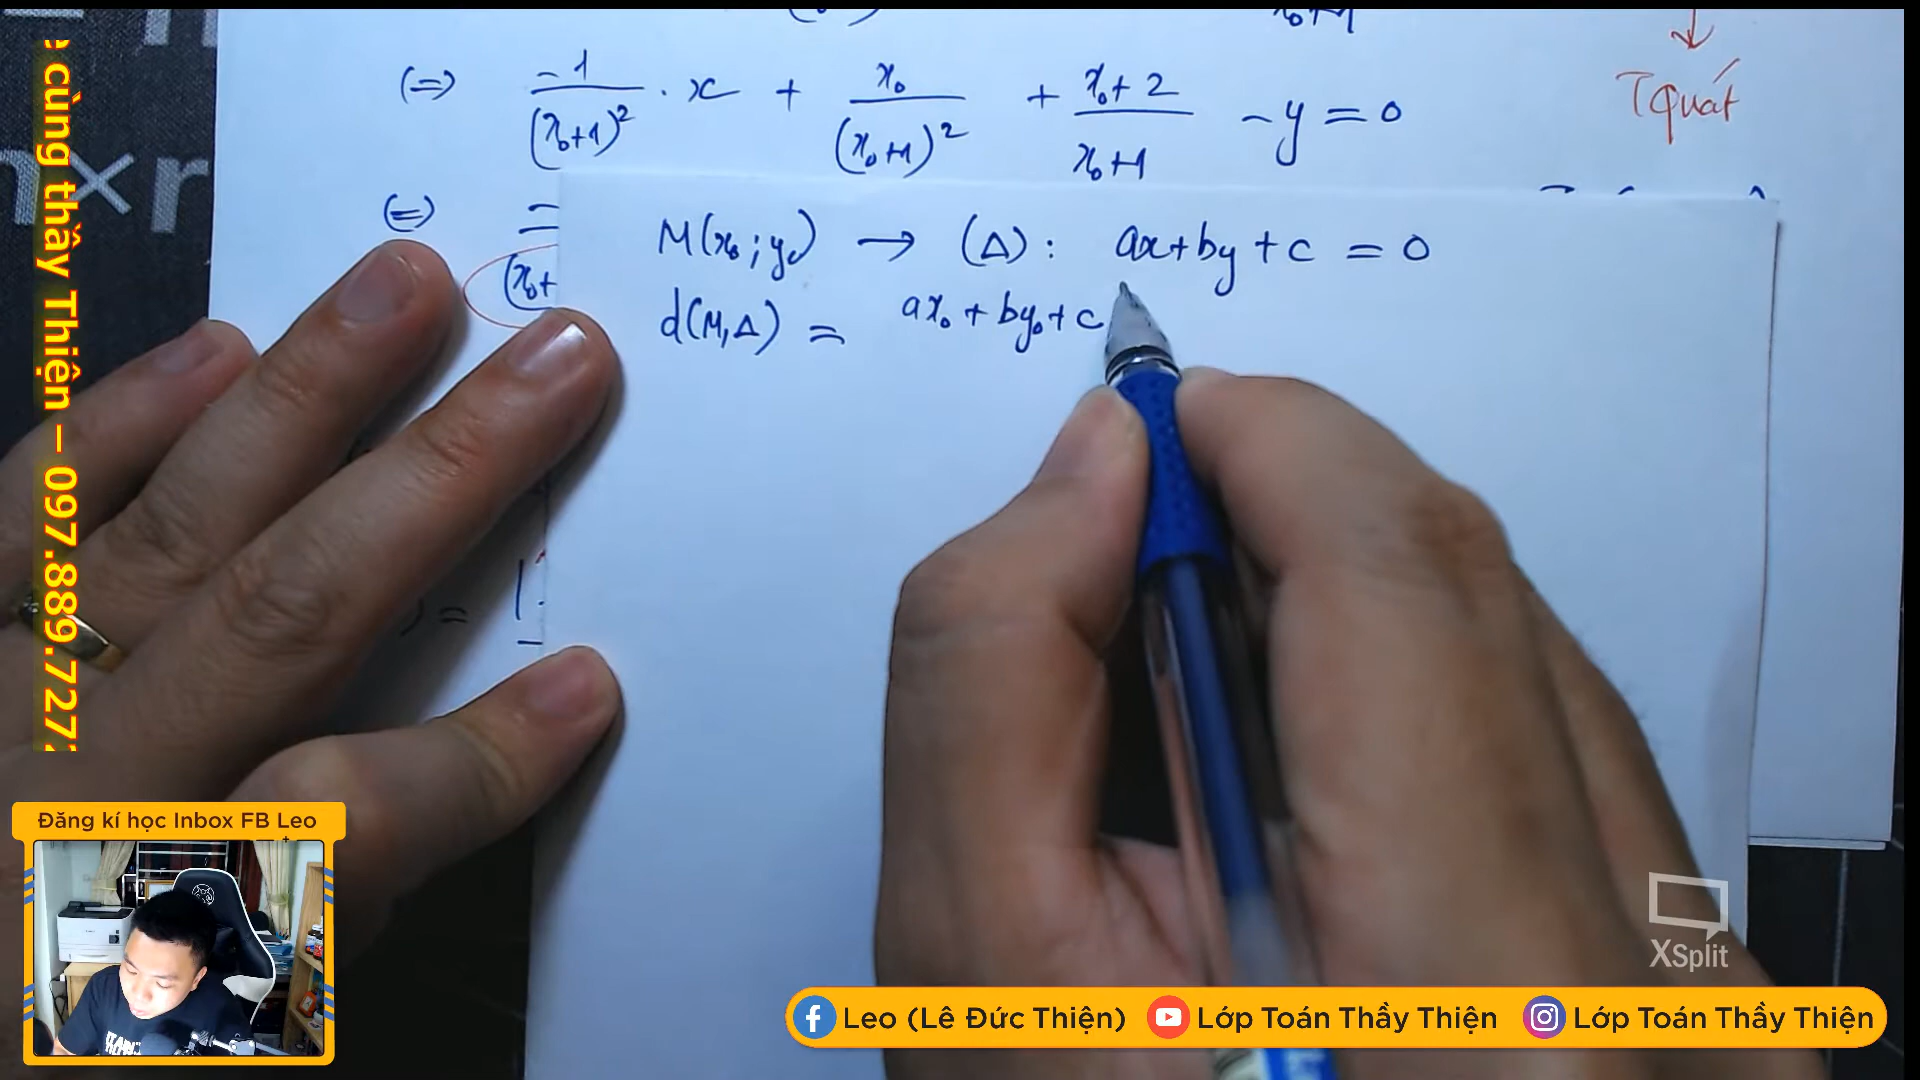 (=) -1/(x₀+1)² . x + x₀/(x₀+1)² + x₀+2/x₀+1 - y = 0
Tquát
(=)
(x₀+
M(x₀; y₀) → (Δ): ax+by+c = 0
d(M,Δ) = ax₀ + by₀ + c
) =
cùng thầy Thiện – 097.889.727
Đăng kí học Inbox FB Leo
XSplit
Leo (Lê Đức Thiện) Lớp Toán Thầy Thiện Lớp Toán Thầy Thiện